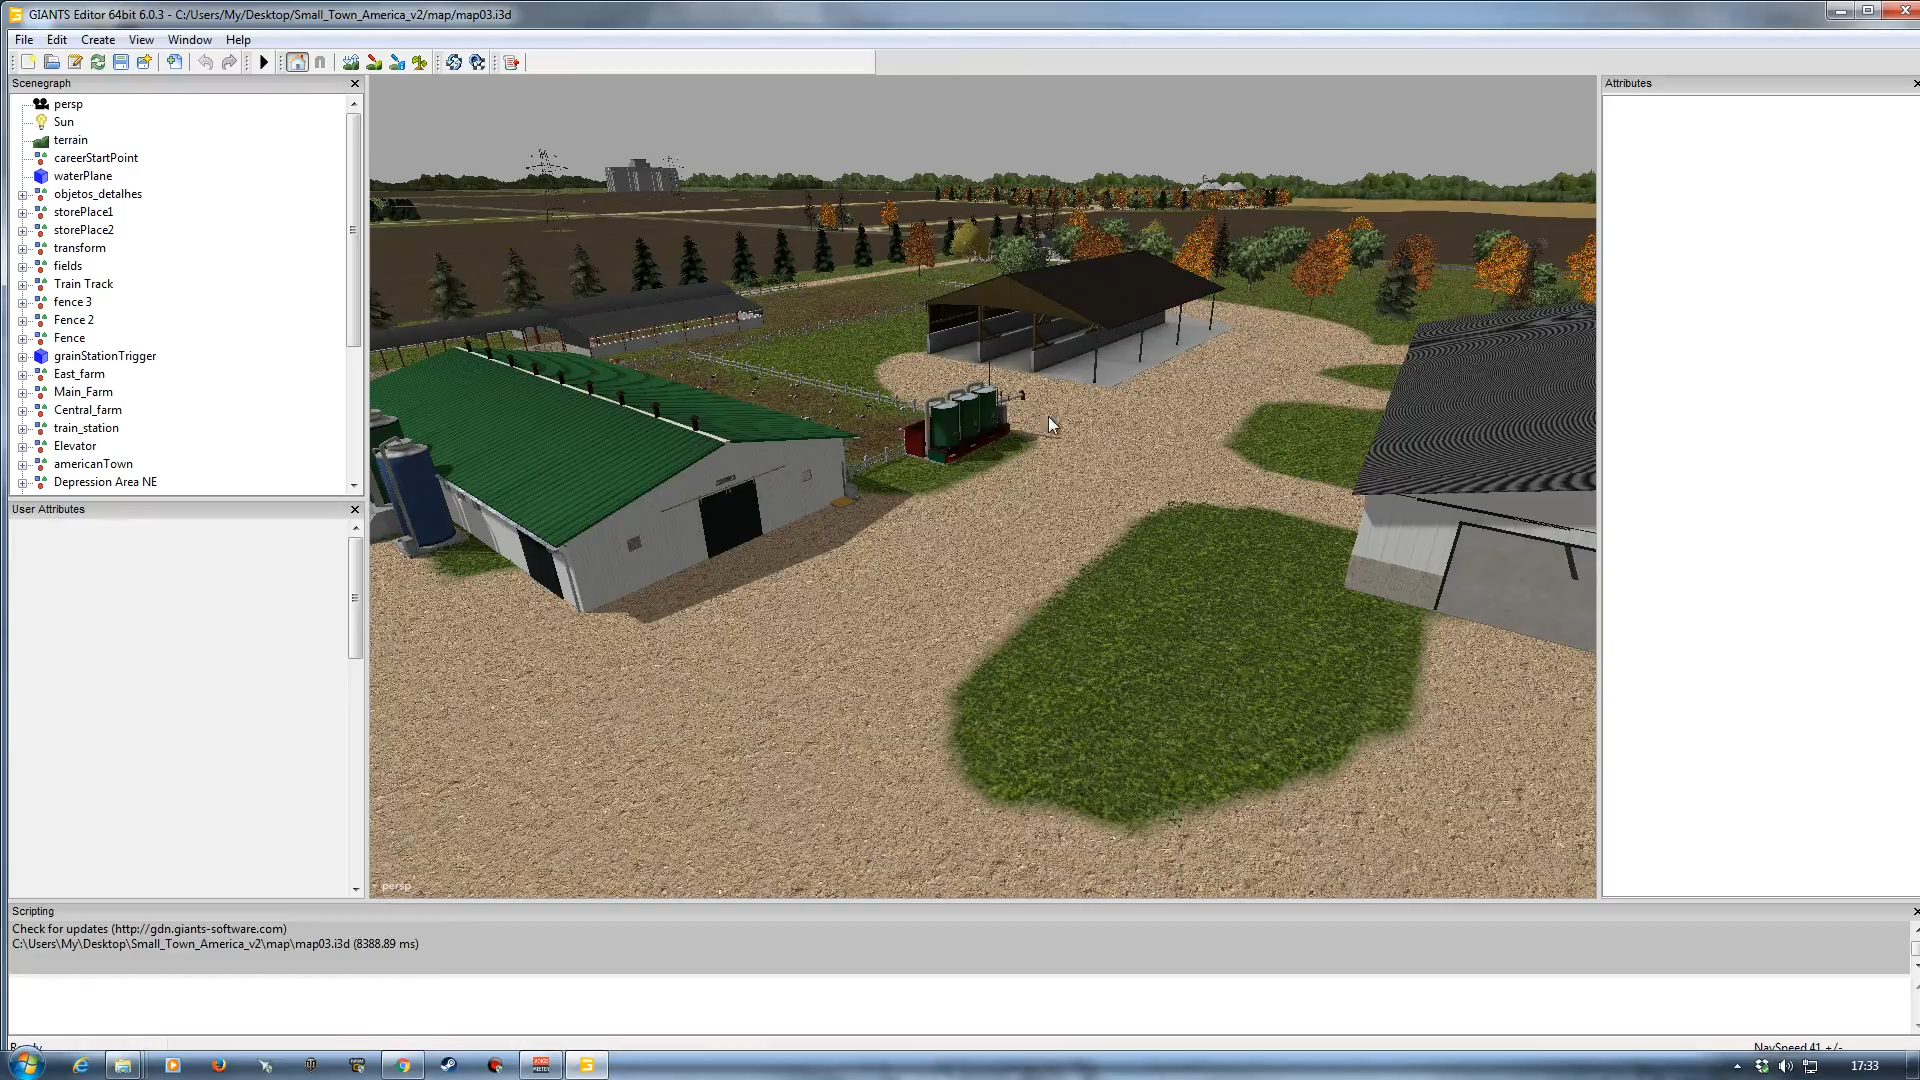 GIANTS Editor 64bit 6.0.3 - C:/Users/My/Desktop/Small_Town_America_v2/map/map03.i3d
File Edit Create View Window Help
Scenegraph
persp
Sun
terrain
careerStartPoint
waterPlane
objetos_detalhes
storePlace1
storePlace2
transform
fields
Train Track
fence 3
Fence 2
Fence
grainStationTrigger
East_farm
Main_Farm
Central_farm
train_station
Elevator
americanTown
Depression Area NE
User Attributes
persp
Attributes
Scripting
Check for updates (http://gdn.giants-software.com)
C:\Users\My\Desktop\Small_Town_America_v2\map\map03.i3d (8388.89 ms)
NavSpeed 41 +/-
17:33